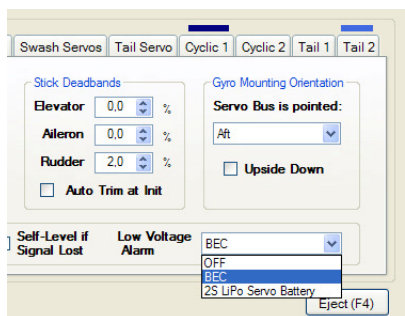 Swash Servos Tail Servo Cyclic 1 Cyclic 2 Tail 1 Tail 2
Stick Deadbands
Elevator 0,0 %
Aileron 0,0 %
Rudder 2,0 %
Auto Trim at Init
Gyro Mounting Orientation
Servo Bus is pointed:
Aft
Upside Down
Self-Level if
Signal Lost
Low Voltage
Alarm
BEC
OFF
BEC
2S LiPo Servo Battery
Eject (F4)